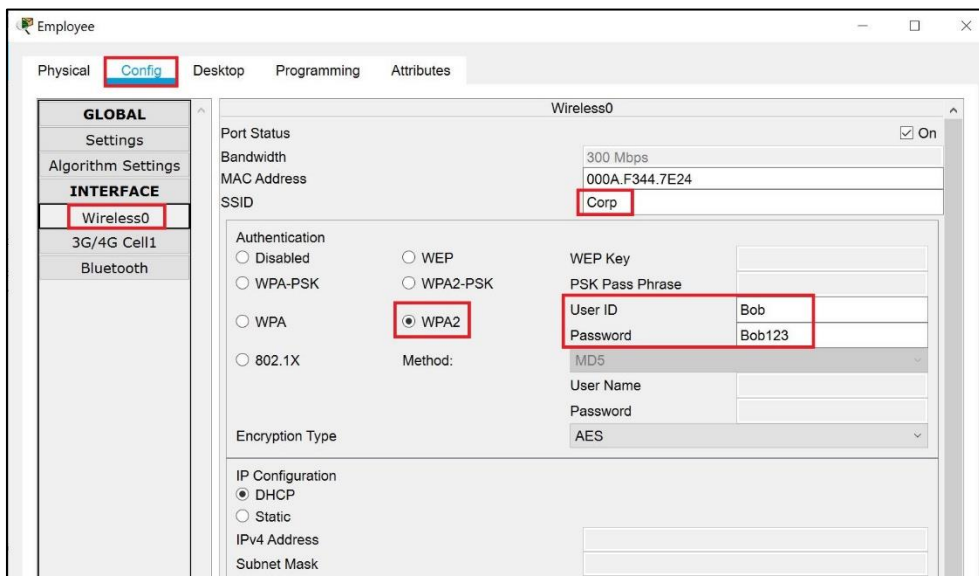 Employee
Physical Config Desktop Programming Attributes
GLOBAL
Settings
Algorithm Settings
INTERFACE
Wireless0
3G/4G Cell1
Bluetooth
Wireless0
Port Status On
Bandwidth 300 Mbps
MAC Address 000A.F344.7E24
SSID Corp
Authentication
Disabled WEP WEP Key
WPA-PSK WPA2-PSK PSK Pass Phrase
WPA WPA2 User ID Bob
Password Bob123
802.1X Method: MD5
User Name
Password
Encryption Type AES
IP Configuration
DHCP
Static
IPv4 Address
Subnet Mask